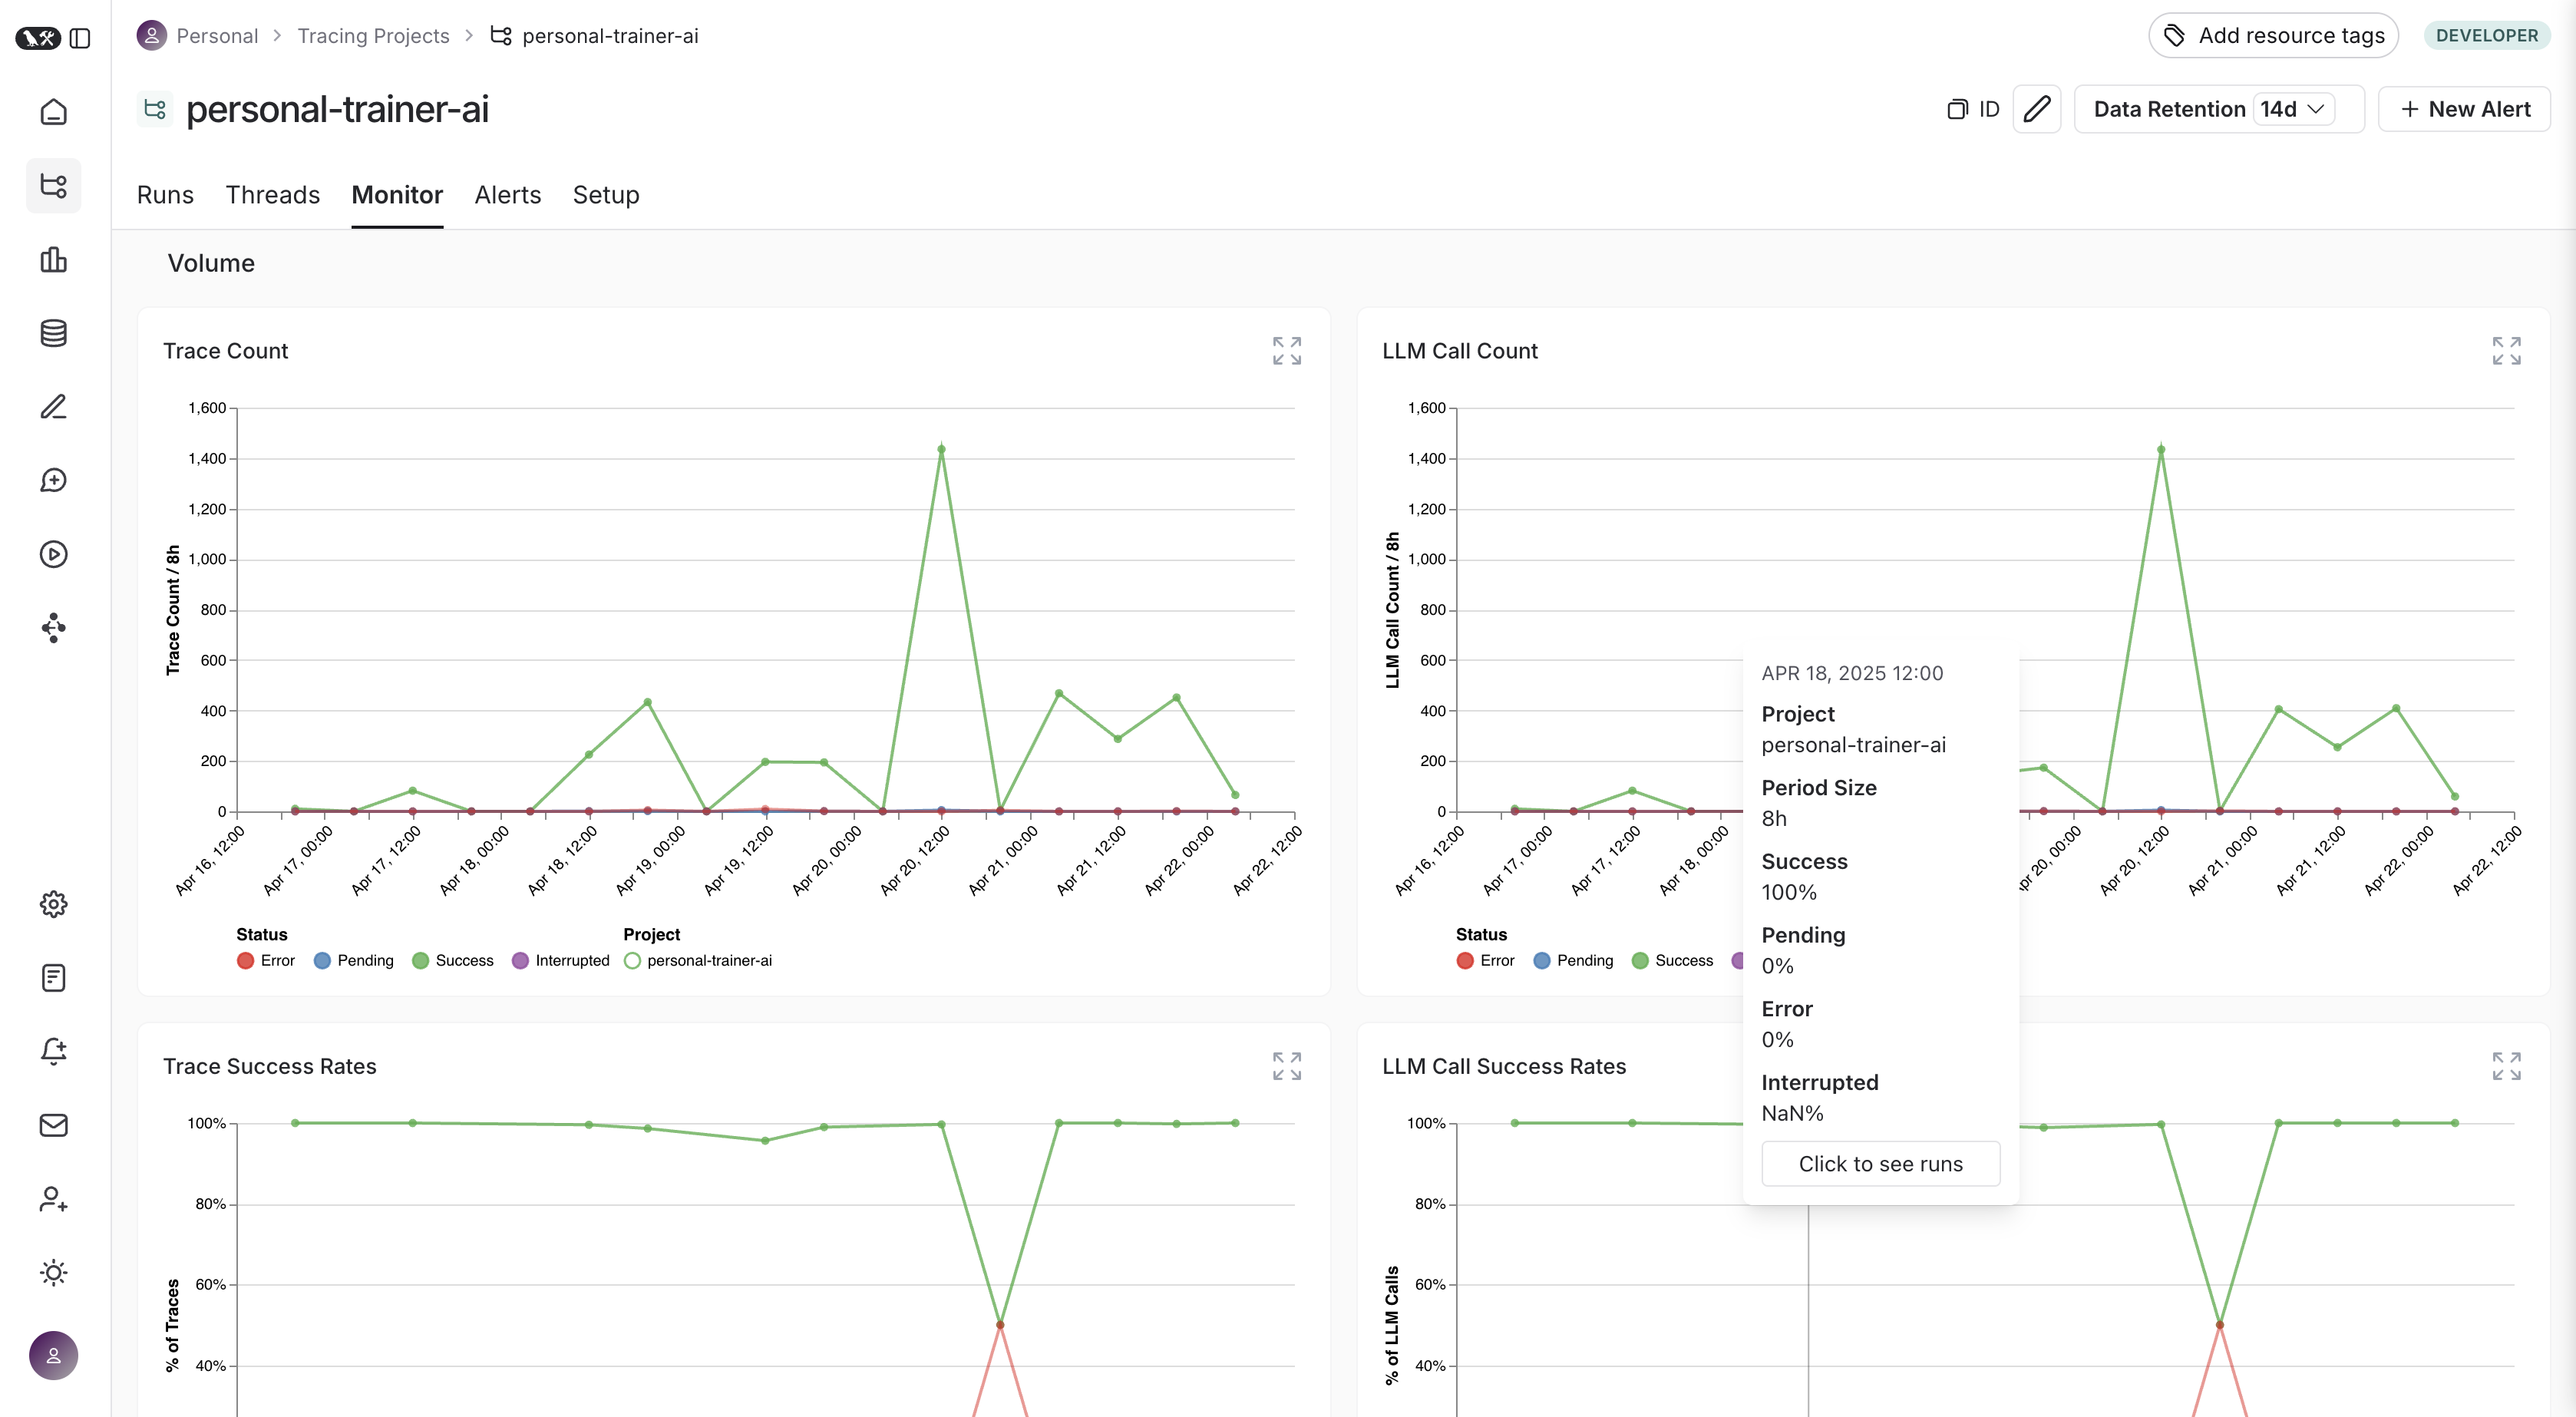 Personal > Tracing Projects > personal-trainer-ai
Add resource tags
DEVELOPER
personal-trainer-ai
ID
Data Retention 14d
+ New Alert
Runs Threads Monitor Alerts Setup
Volume
Trace Count
Trace Count / 8h
1,600
1,400
1,200
1,000
800
600
400
200
0
Apr 16, 12:00
Apr 17, 00:00
Apr 17, 12:00
Apr 18, 00:00
Apr 18, 12:00
Apr 19, 00:00
Apr 19, 12:00
Apr 20, 00:00
Apr 20, 12:00
Apr 21, 00:00
Apr 21, 12:00
Apr 22, 00:00
Apr 22, 12:00
Status Project
Error Pending Success Interrupted personal-trainer-ai
LLM Call Count
LLM Call Count / 8h
1,600
1,400
1,200
1,000
800
600
400
200
0
Apr 16, 12:00
Apr 17, 00:00
Apr 17, 12:00
Apr 18, 00:00
pr 20, 00:00
Apr 20, 12:00
Apr 21, 00:00
Apr 21, 12:00
Apr 22, 00:00
Apr 22, 12:00
Status
Error Pending Success
APR 18, 2025 12:00
Project
personal-trainer-ai
Period Size
8h
Success
100%
Pending
0%
Error
0%
Interrupted
NaN%
Click to see runs
Trace Success Rates
% of Traces
100%
80%
60%
40%
LLM Call Success Rates
% of LLM Calls
100%
80%
60%
40%